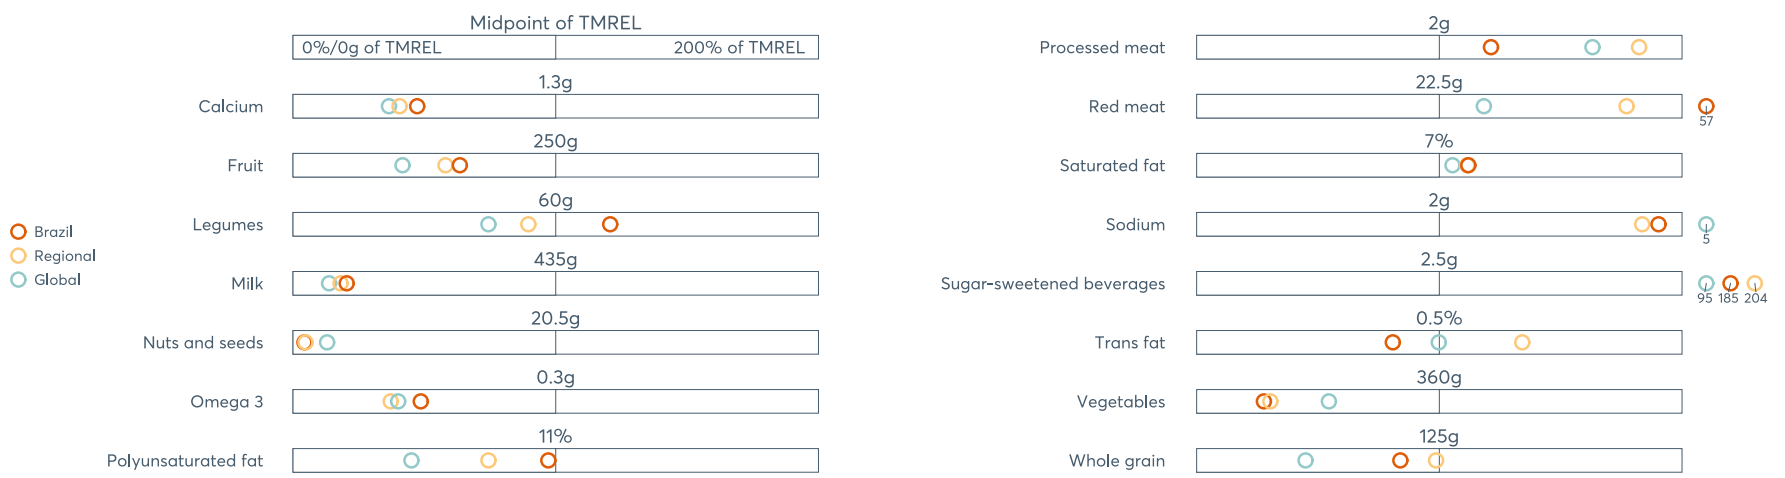 Midpoint of TMREL
0%/0g of TMREL 200% of TMREL
1.3g
Calcium
250g
Fruit
60g
Legumes
435g
Milk
20.5g
Nuts and seeds
0.3g
Omega 3
11%
Polyunsaturated fat
Brazil
Regional
Global
2g
Processed meat
22.5g
Red meat
57
7%
Saturated fat
2g
Sodium
5
2.5g
Sugar-sweetened beverages
95 185 204
0.5%
Trans fat
360g
Vegetables
125g
Whole grain